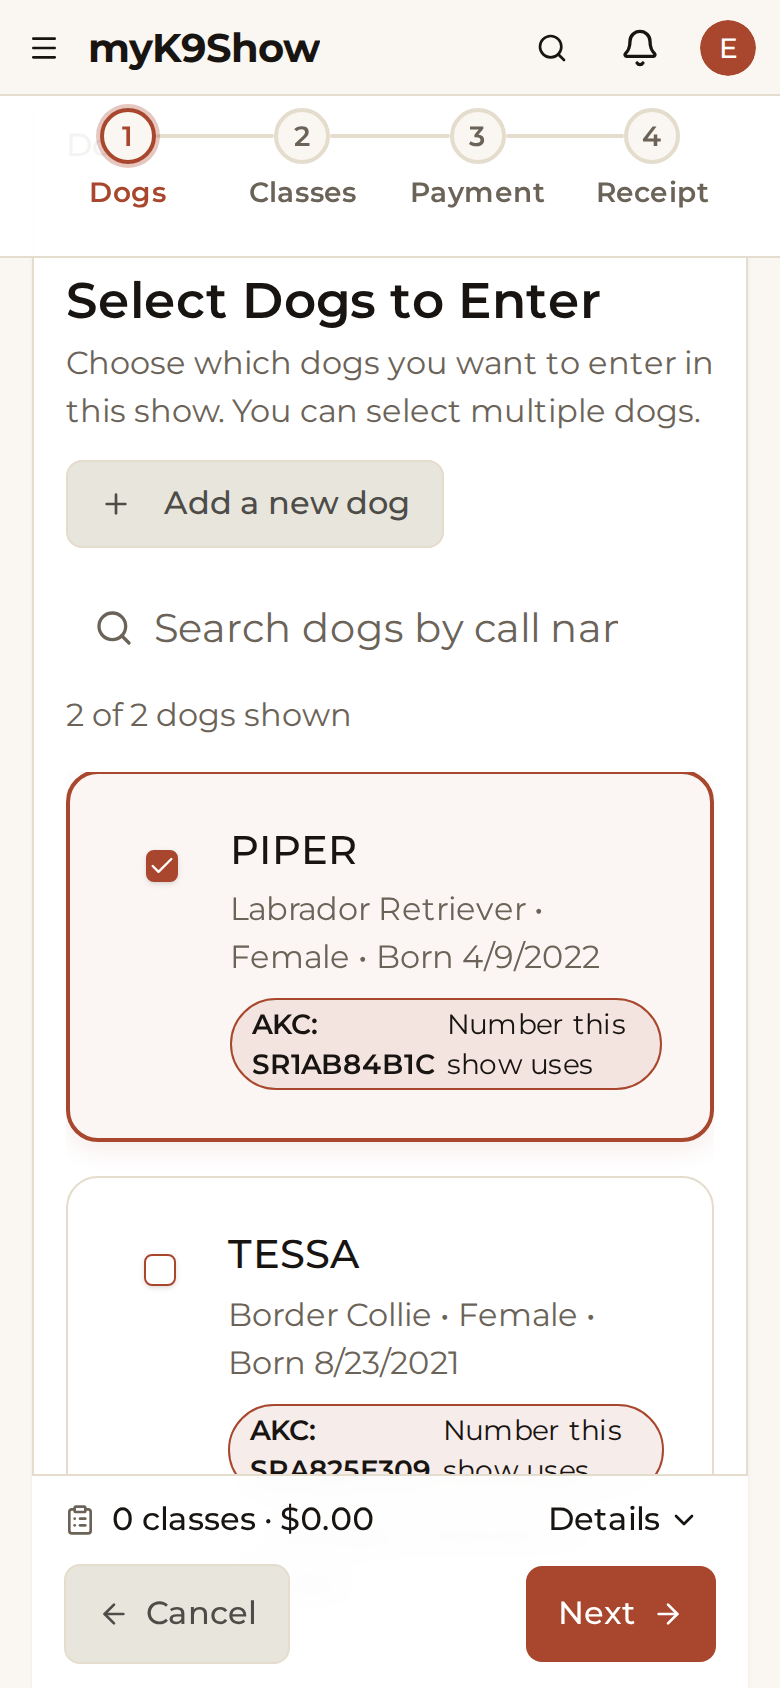 myK9Show
E
1
2
3
4
Dogs
Classes
Payment
Receipt
Select Dogs to Enter
Choose which dogs you want to enter in
this show. You can select multiple dogs.
Add a new dog
Search dogs by call nar
2 of 2 dogs shown
PIPER
Labrador Retriever •
Female • Born 4/9/2022
AKC: Number this
SR1AB84B1C show uses
TESSA
Border Collie • Female •
Born 8/23/2021
AKC: Number this
SRA825F309 show uses
0 classes · $0.00
Details
Cancel
Next